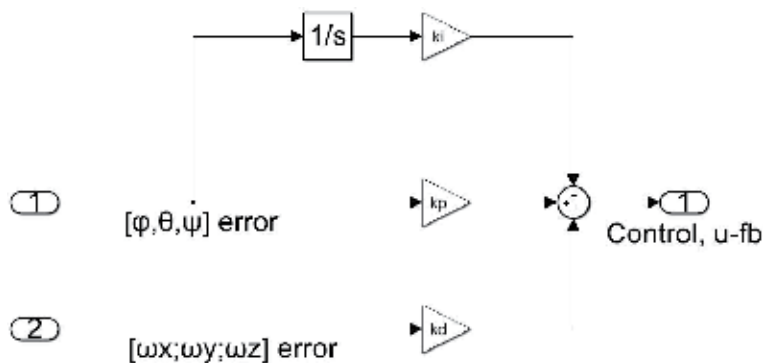 1/s
ki
1
[φ,θ,ψ] error
kp
1
Control, u-fb
2
[ωx;ωy;ωz] error
kd